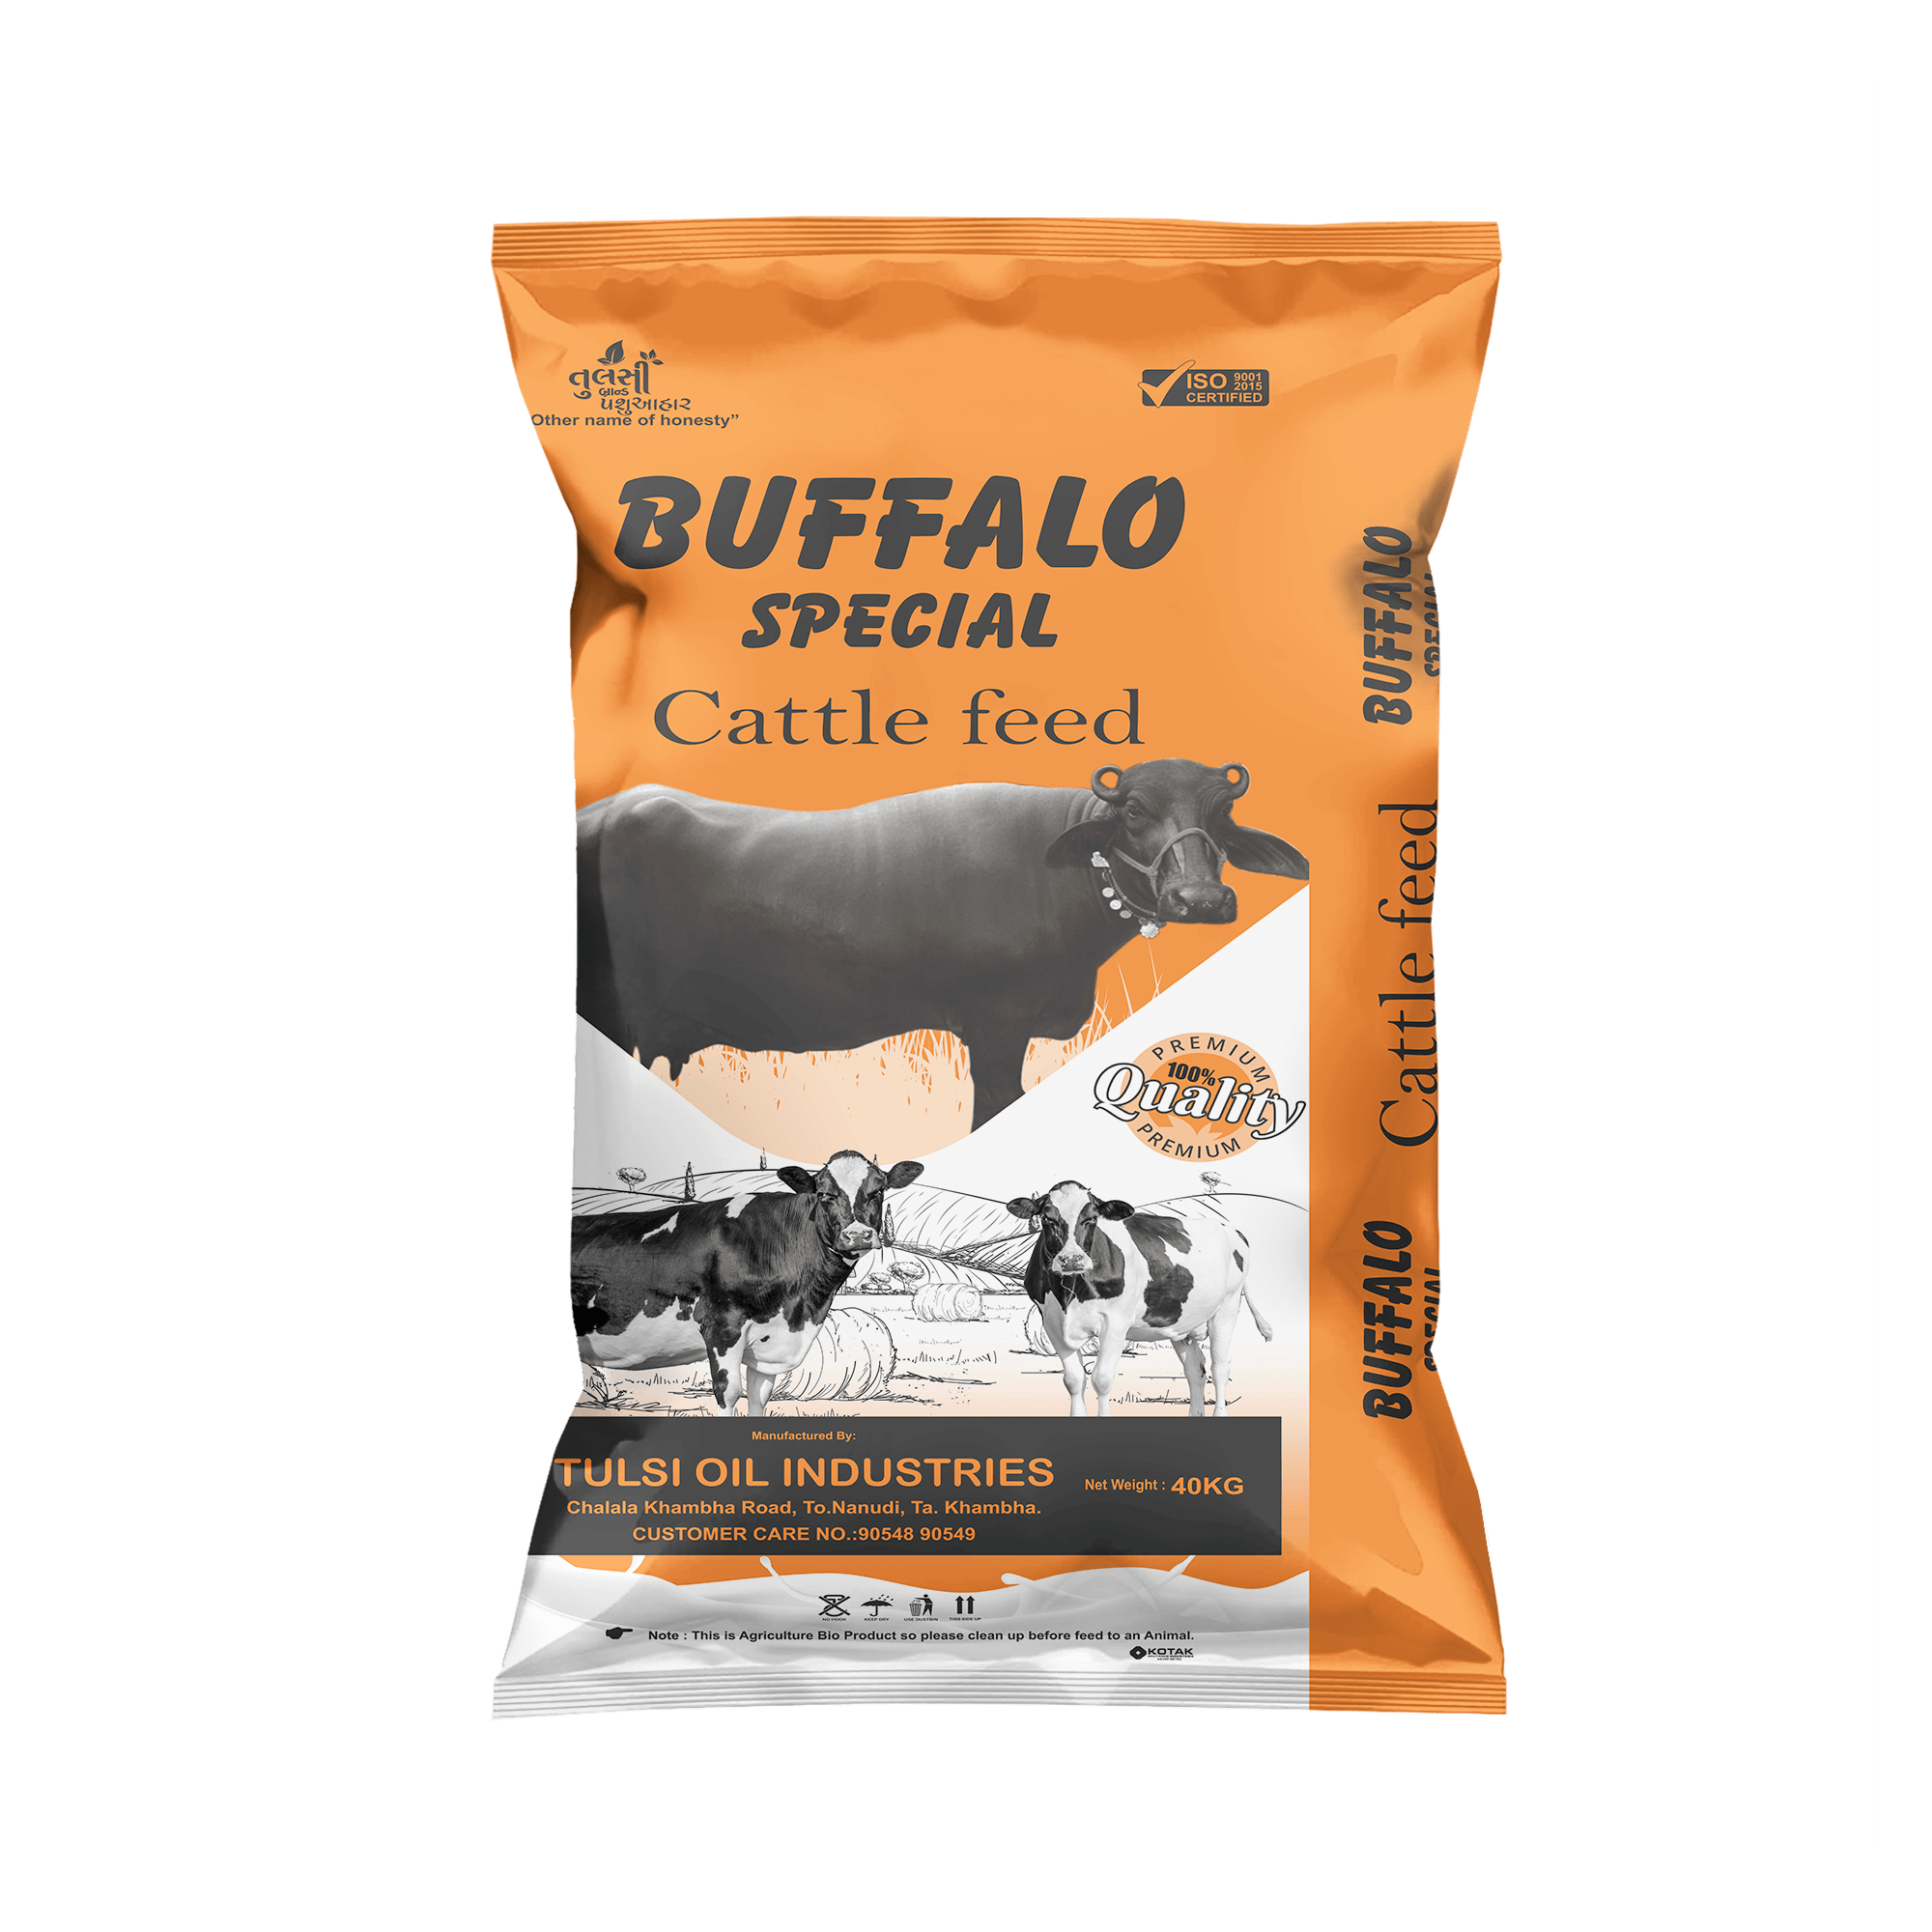 તુલસી
બ્રાન્ડ
પશુઆહાર
Other name of honesty”
ISO 9001
2015
CERTIFIED
BUFFALO
SPECIAL
Cattle feed
PREMIUM
100%
Quality
PREMIUM
Manufactured By:
TULSI OIL INDUSTRIES
Chalala Khambha Road, To.Nanudi, Ta. Khambha.
CUSTOMER CARE NO.:90548 90549
Net Weight : 40KG
NO HOOK
KEEP DRY
USE DUSTBIN
THIS SIDE UP
Note : This is Agriculture Bio Product so please clean up before feed to an Animal.
KOTAK
BUFFALO
SPECIAL
Cattle feed
BUFFALO
SPECIAL